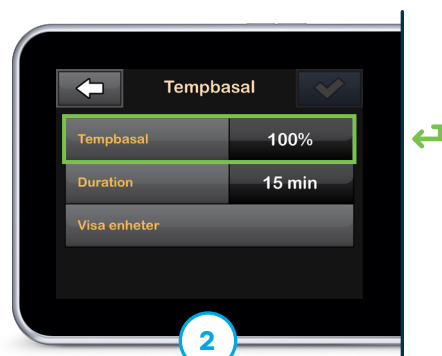 Tempbasal
Tempbasal 100%
Duration 15 min
Visa enheter
2